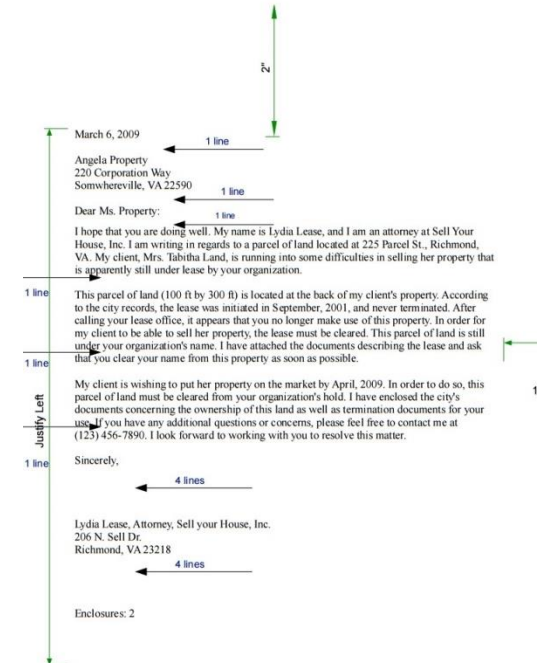 2"
March 6, 2009
1 line
Angela Property
220 Corporation Way
Somwhereville, VA 22590
1 line
Dear Ms. Property:
1 line
I hope that you are doing well. My name is Lydia Lease, and I am an attorney at Sell Your
House, Inc. I am writing in regards to a parcel of land located at 225 Parcel St., Richmond,
VA. My client, Mrs. Tabitha Land, is running into some difficulties in selling her property that
is apparently still under lease by your organization.
1 line
This parcel of land (100 ft by 300 ft) is located at the back of my client's property. According
to the city records, the lease was initiated in September, 2001, and never terminated. After
calling your lease office, it appears that you no longer make use of this property. In order for
my client to be able to sell her property, the lease must be cleared. This parcel of land is still
under your organization's name. I have attached the documents describing the lease and ask
that you clear your name from this property as soon as possible.
1 line
My client is wishing to put her property on the market by April, 2009. In order to do so, this
parcel of land must be cleared from your organization's hold. I have enclosed the city's
documents concerning the ownership of this land as well as termination documents for your
use. If you have any additional questions or concerns, please feel free to contact me at
(123) 456-7890. I look forward to working with you to resolve this matter.
Justify Left
1
1 line
Sincerely,
4 lines
Lydia Lease, Attorney, Sell your House, Inc.
206 N. Sell Dr.
Richmond, VA 23218
4 lines
Enclosures: 2